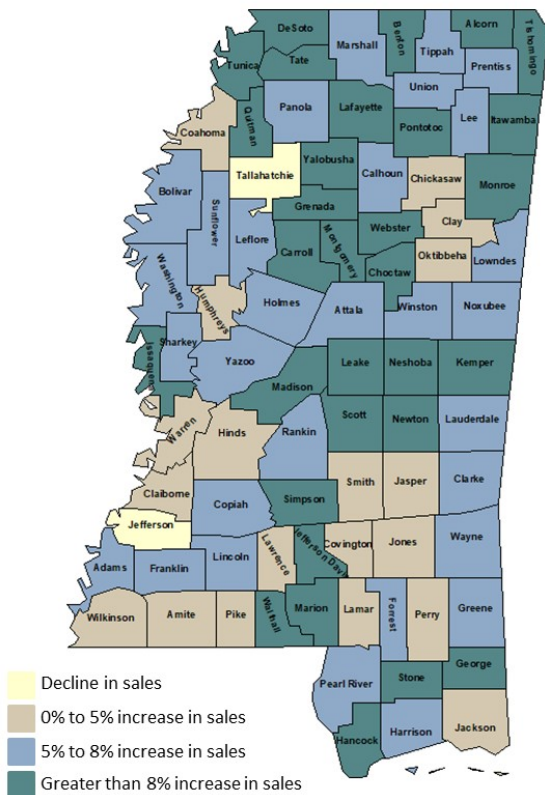 DeSoto
Benton
Alcorn
Tishomingo
Marshall
Tippah
Tunica
Tate
Prentiss
Union
Panola
Lafayette
Lee
Itawamba
Quitman
Pontotoc
Coahoma
Yalobusha
Tallahatchie
Calhoun
Chickasaw
Monroe
Bolivar
Grenada
Sunflower
Clay
Webster
Leflore
Montgomery
Oktibbeha
Carroll
Choctaw
Lowndes
Washington
Humphreys
Holmes
Attala
Winston
Noxubee
Sharkey
Issaquena
Yazoo
Leake
Neshoba
Kemper
Madison
Scott
Newton
Lauderdale
Warren
Hinds
Rankin
Smith
Jasper
Clarke
Claiborne
Copiah
Simpson
Jefferson
Covington
Jones
Wayne
Lawrence
Jefferson Davis
Lincoln
Adams
Franklin
Wilkinson
Amite
Pike
Walthall
Marion
Lamar
Forrest
Perry
Greene
George
Stone
Pearl River
Jackson
Harrison
Hancock
Decline in sales
0% to 5% increase in sales
5% to 8% increase in sales
Greater than 8% increase in sales